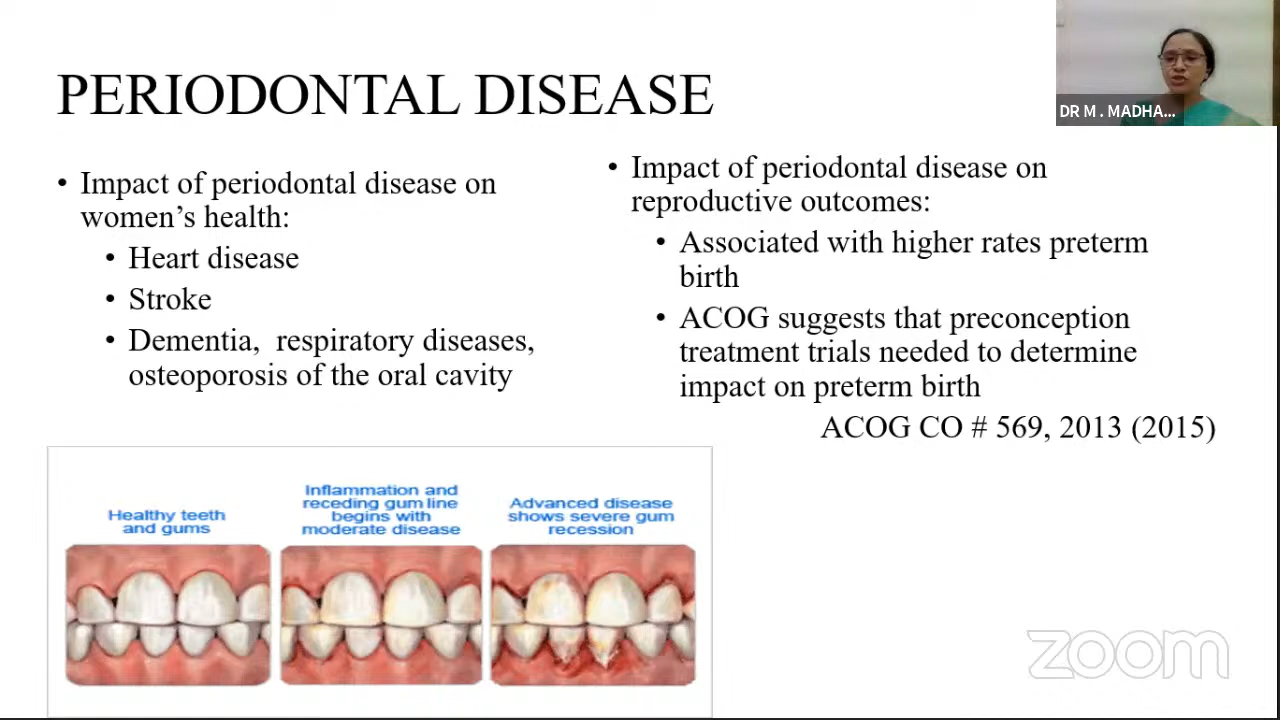 PERIODONTAL DISEASE
DR M . MADHA...
• Impact of periodontal disease on
women’s health:
• Heart disease
• Stroke
• Dementia, respiratory diseases,
osteoporosis of the oral cavity
• Impact of periodontal disease on
reproductive outcomes:
• Associated with higher rates preterm
birth
• ACOG suggests that preconception
treatment trials needed to determine
impact on preterm birth
ACOG CO # 569, 2013 (2015)
Healthy teeth
and gums
Inflammation and
receding gum line
begins with
moderate disease
Advanced disease
shows severe gum
recession
zoom